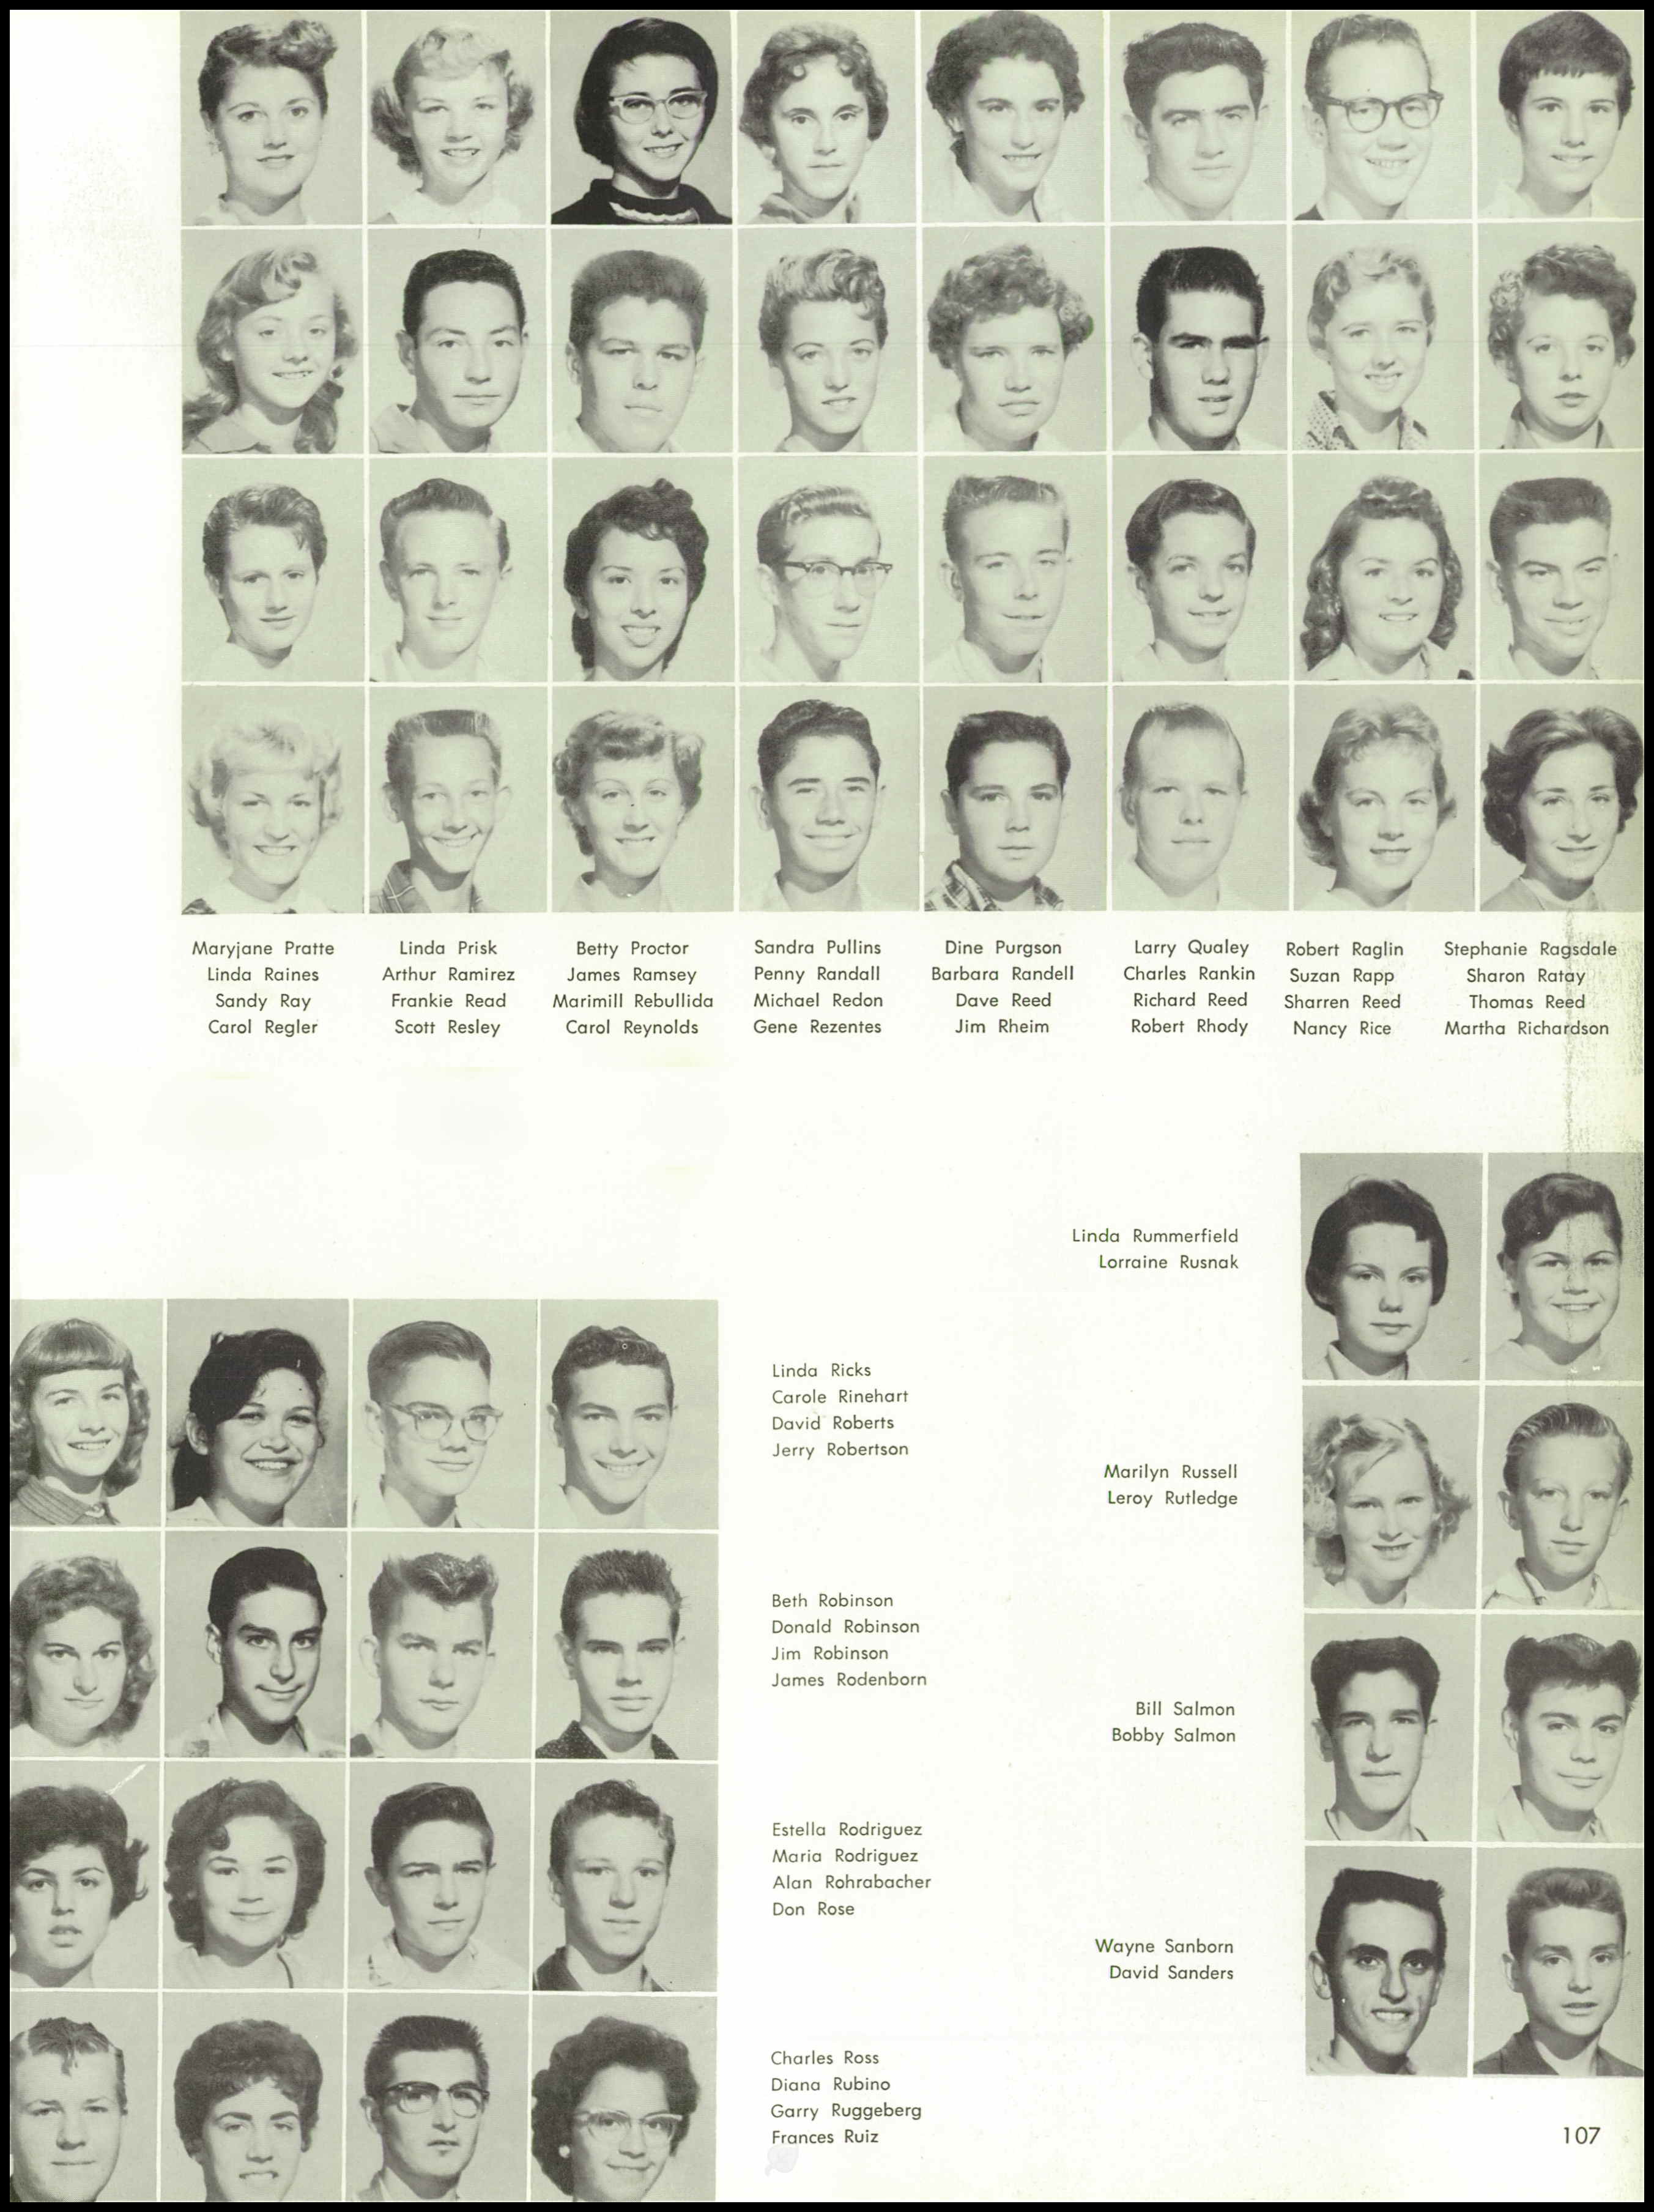 Maryjane Pratte Linda Prisk Betty Proctor Sandra Pullins Dine Purgson Larry Qualey Robert Raglin Stephanie Ragsdale
Linda Raines Arthur Ramirez James Ramsey Penny Randall Barbara Randell Charles Rankin Suzan Rapp Sharon Ratay
Sandy Ray Frankie Read Marimill Rebullida Michael Redon Dave Reed Richard Reed Sharren Reed Thomas Reed
Carol Regler Scott Resley Carol Reynolds Gene Rezentes Jim Rheim Robert Rhody Nancy Rice Martha Richardson
Linda Rummerfield
Lorraine Rusnak
Linda Ricks
Carole Rinehart
David Roberts
Jerry Robertson
Marilyn Russell
Leroy Rutledge
Beth Robinson
Donald Robinson
Jim Robinson
James Rodenborn
Bill Salmon
Bobby Salmon
Estella Rodriguez
Maria Rodriguez
Alan Rohrabacher
Don Rose
Wayne Sanborn
David Sanders
Charles Ross
Diana Rubino
Garry Ruggeberg
Frances Ruiz
107